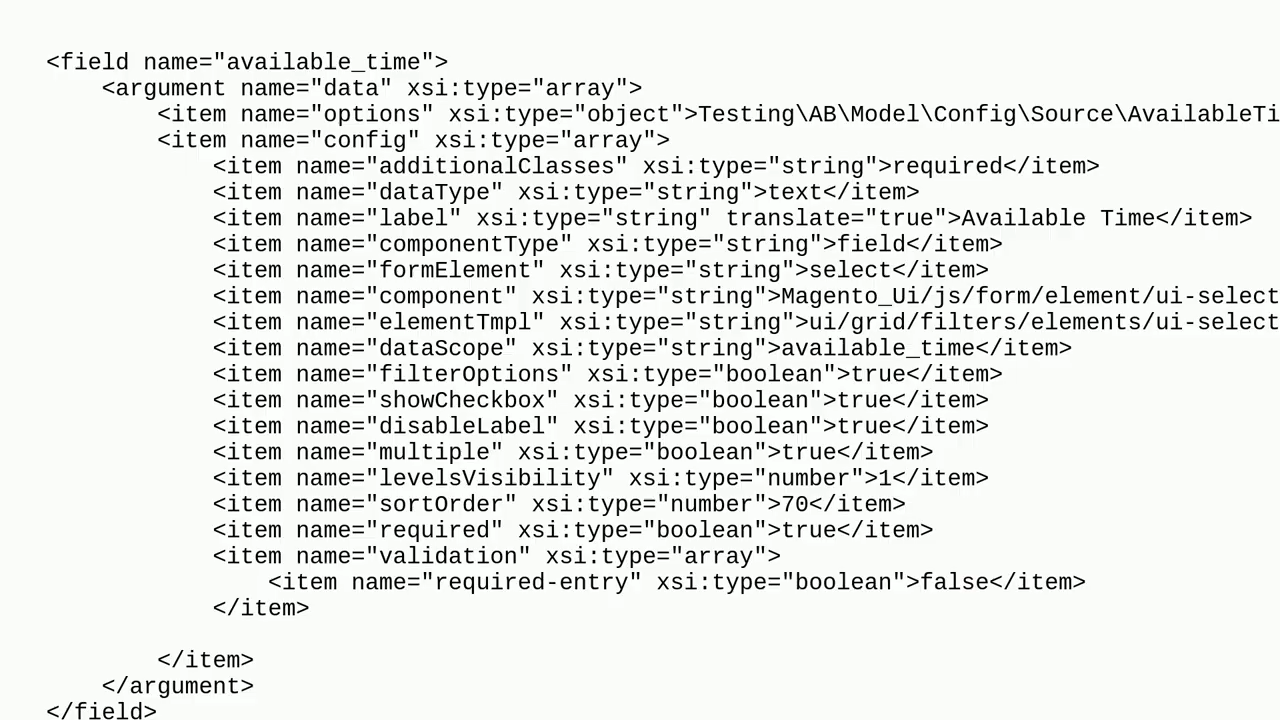 <field name="available_time">
<argument name="data" xsi:type="array">
<item name="options" xsi:type="object">Testing\AB\Model\Config\Source\AvailableTi
<item name="config" xsi:type="array">
<item name="additionalClasses" xsi:type="string">required</item>
<item name="dataType" xsi:type="string">text</item>
<item name="label" xsi:type="string" translate="true">Available Time</item>
<item name="componentType" xsi:type="string">field</item>
<item name="formElement" xsi:type="string">select</item>
<item name="component" xsi:type="string">Magento_Ui/js/form/element/ui-select
<item name="elementTmpl" xsi:type="string">ui/grid/filters/elements/ui-select
<item name="dataScope" xsi:type="string">available_time</item>
<item name="filterOptions" xsi:type="boolean">true</item>
<item name="showCheckbox" xsi:type="boolean">true</item>
<item name="disableLabel" xsi:type="boolean">true</item>
<item name="multiple" xsi:type="boolean">true</item>
<item name="levelsVisibility" xsi:type="number">1</item>
<item name="sortOrder" xsi:type="number">70</item>
<item name="required" xsi:type="boolean">true</item>
<item name="validation" xsi:type="array">
<item name="required-entry" xsi:type="boolean">false</item>
</item>
</item>
</argument>
</field>